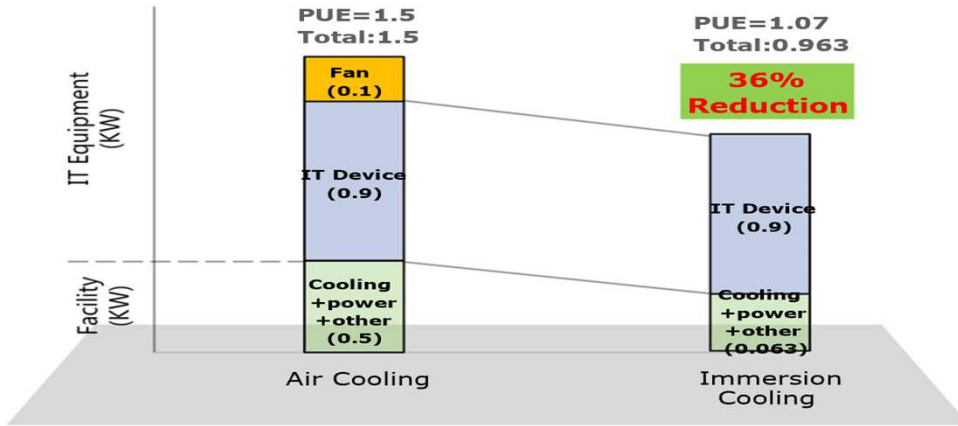 PUE=1.5
Total:1.5
PUE=1.07
Total:0.963
36%
Reduction
IT Equipment
(KW)
Facility
(KW)
Fan
(0.1)
IT Device
(0.9)
Cooling
+power
+other
(0.5)
IT Device
(0.9)
Cooling
+power
+other
(0.063)
Air Cooling
Immersion
Cooling